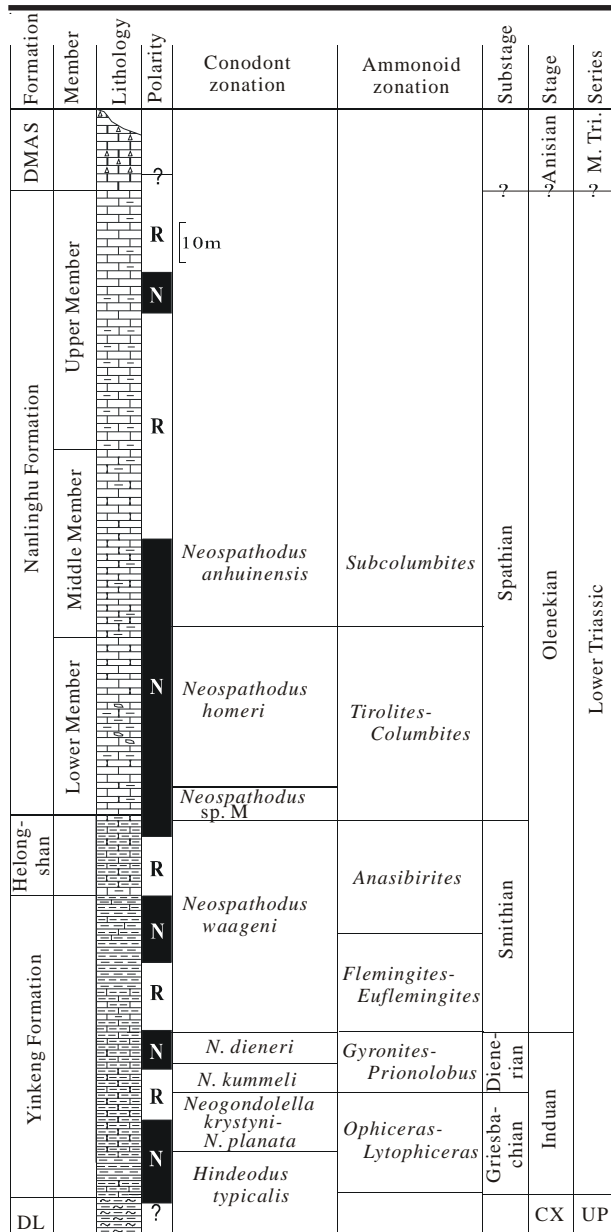 Formation
Member
Lithology
Polarity
Conodont
zonation
Ammonoid
zonation
Substage
Stage
Series
DMAS
?
Anisian
M. Tri.
?
?
?
Nanlinghu Formation
Upper Member
R
10m
N
R
Middle Member
Neospathodus
anhuinensis
Subcolumbites
Spathian
Olenekian
Lower Triassic
Lower Member
N
Neospathodus
homeri
Tirolites-
Columbites
Neospathodus
sp. M
Helong-
shan
R
Neospathodus
waageni
Anasibirites
Smithian
Yinkeng Formation
N
R
Flemingites-
Euflemingites
N
N. dieneri
Gyronites-
Prionolobus
Diene-
rian
Induan
R
N. kummeli
Neogondolella
krystyni-
N. planata
Ophiceras-
Lytophiceras
Griesba-
chian
N
Hindeodus
typicalis
DL
?
CX
UP